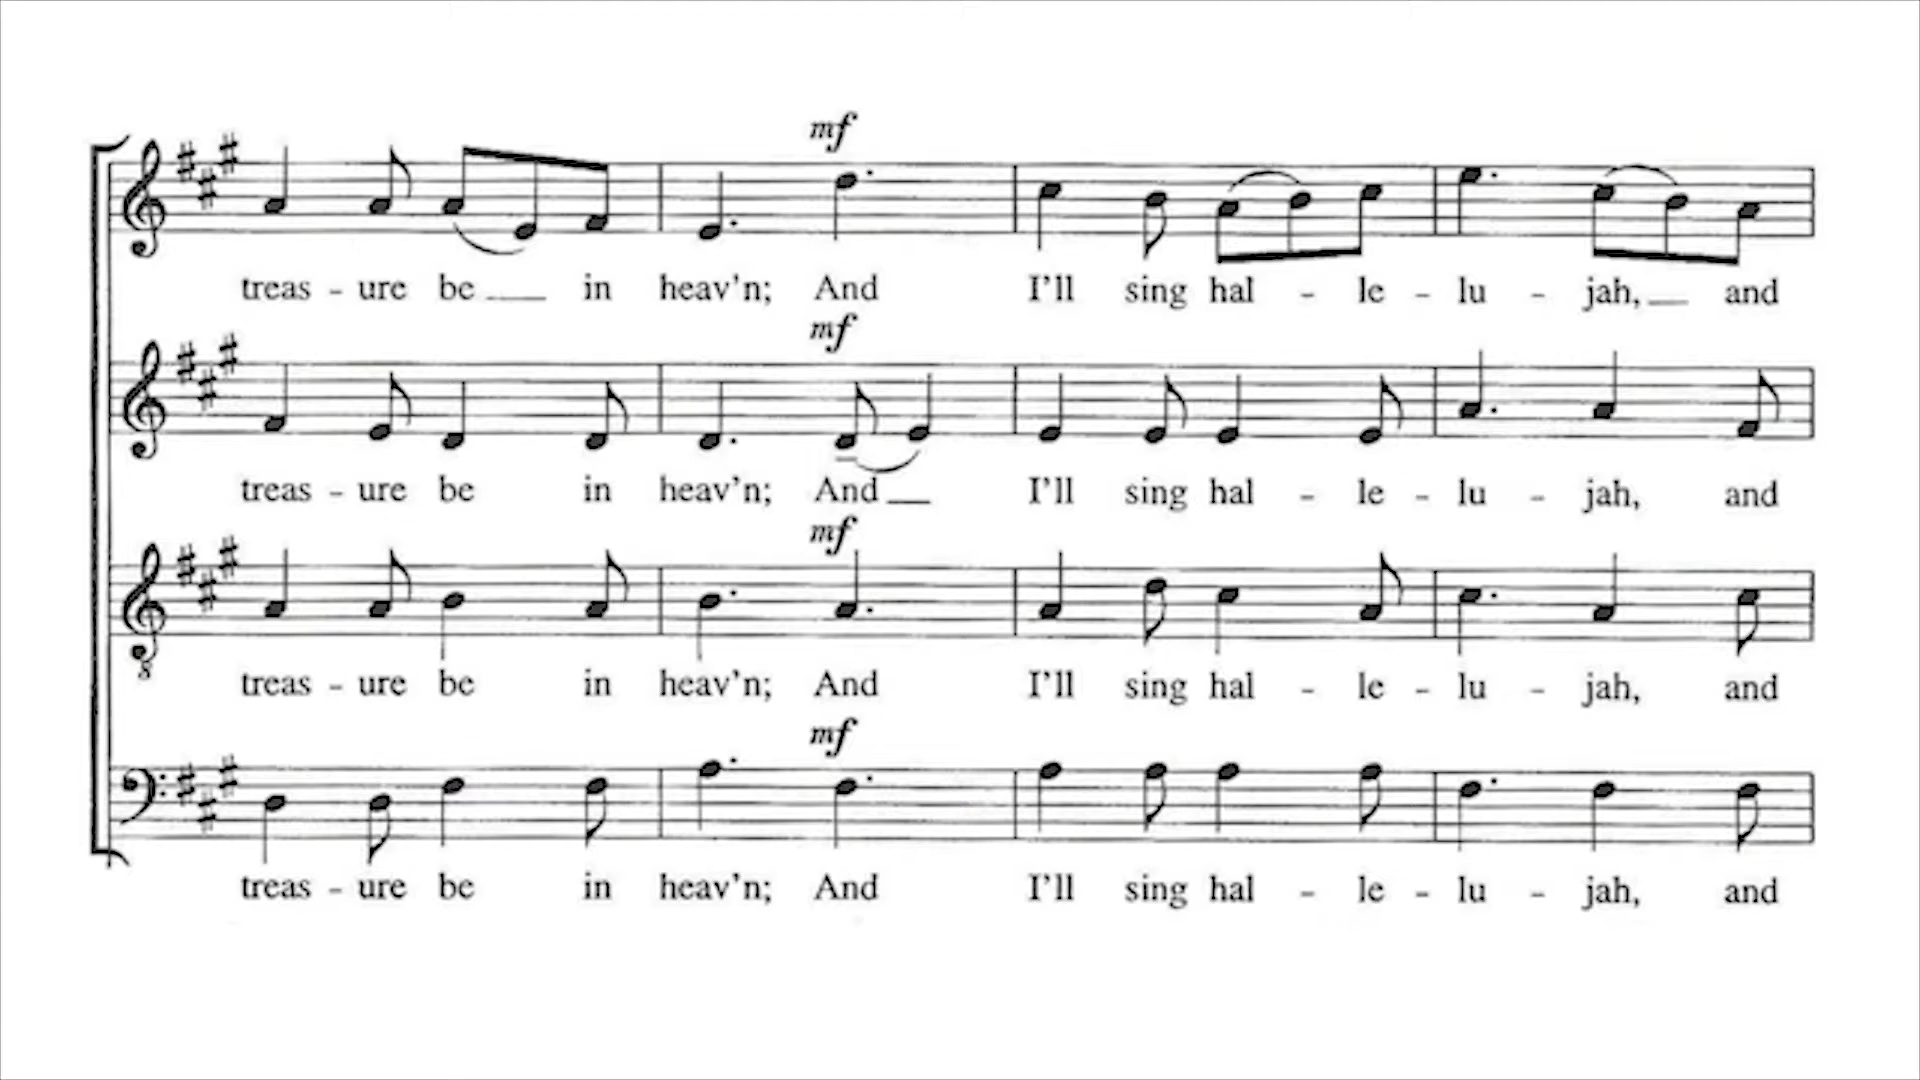 mf
treas - ure be in heav'n; And I'll sing hal - le - lu - jah, and
mf
treas - ure be in heav'n; And I'll sing hal - le - lu - jah, and
mf
8
treas - ure be in heav'n; And I'll sing hal - le - lu - jah, and
mf
treas - ure be in heav'n; And I'll sing hal - le - lu - jah, and